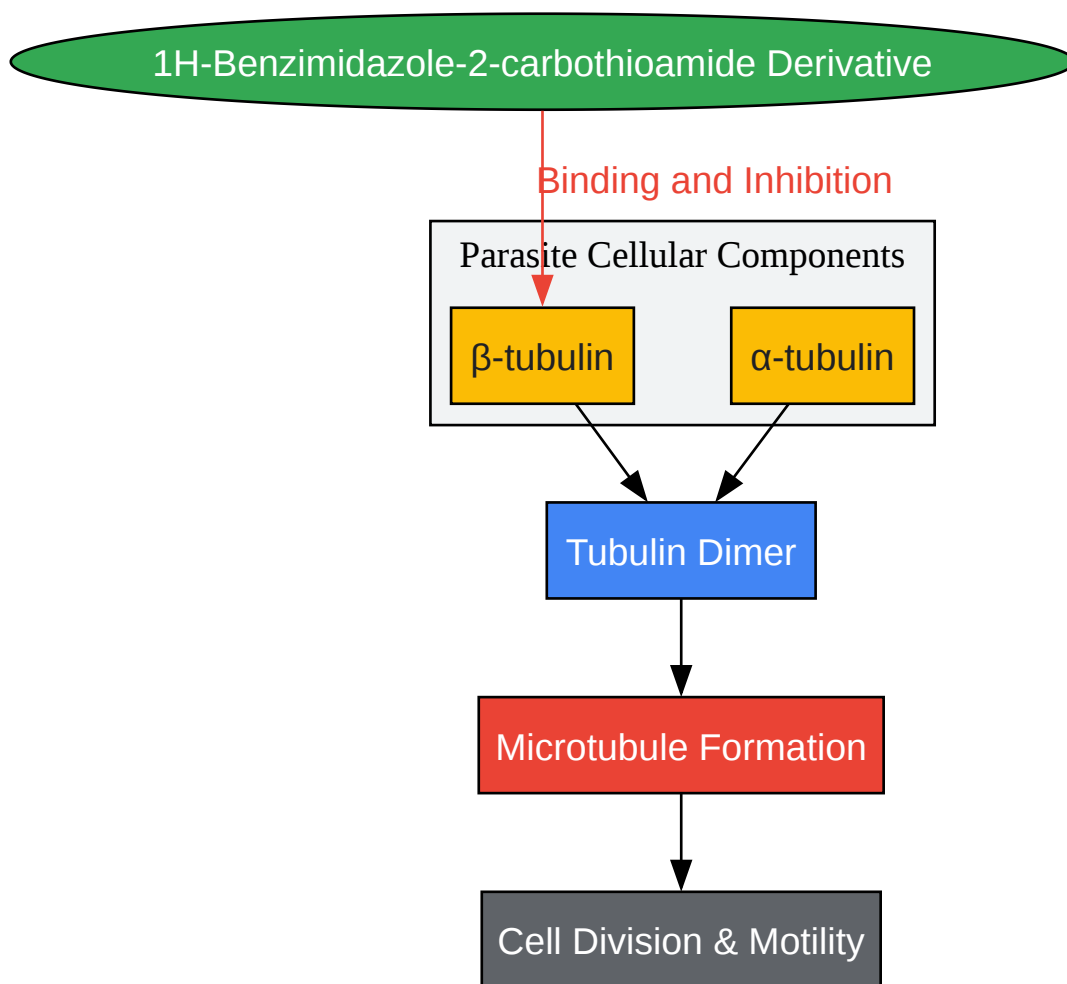 1H-Benzimidazole-2-carbothioamide Derivative
Binding and Inhibition
Parasite Cellular Components
β-tubulin
α-tubulin
Tubulin Dimer
Microtubule Formation
Cell Division & Motility